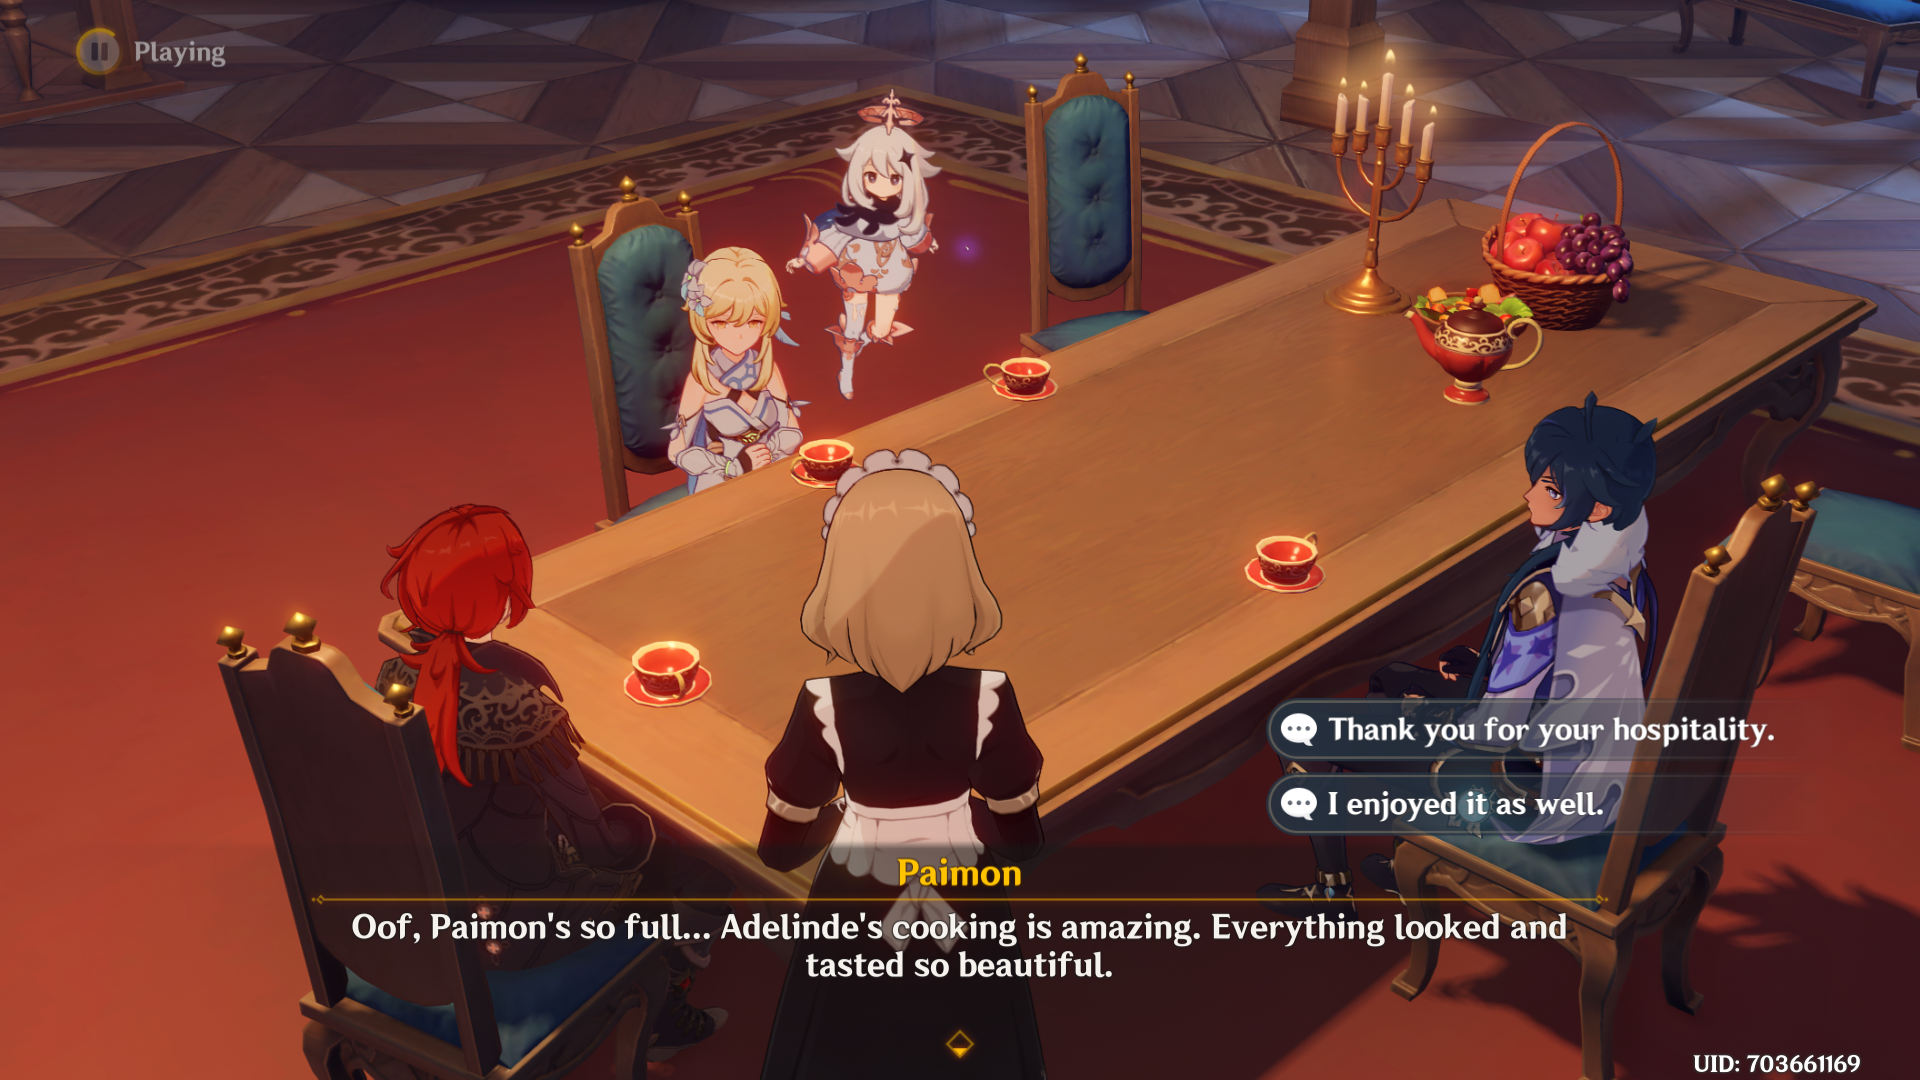 Playing
Thank you for your hospitality.
I enjoyed it as well.
Paimon
Oof, Paimon's so full... Adelinde's cooking is amazing. Everything looked and
tasted so beautiful.
UID: 703661169